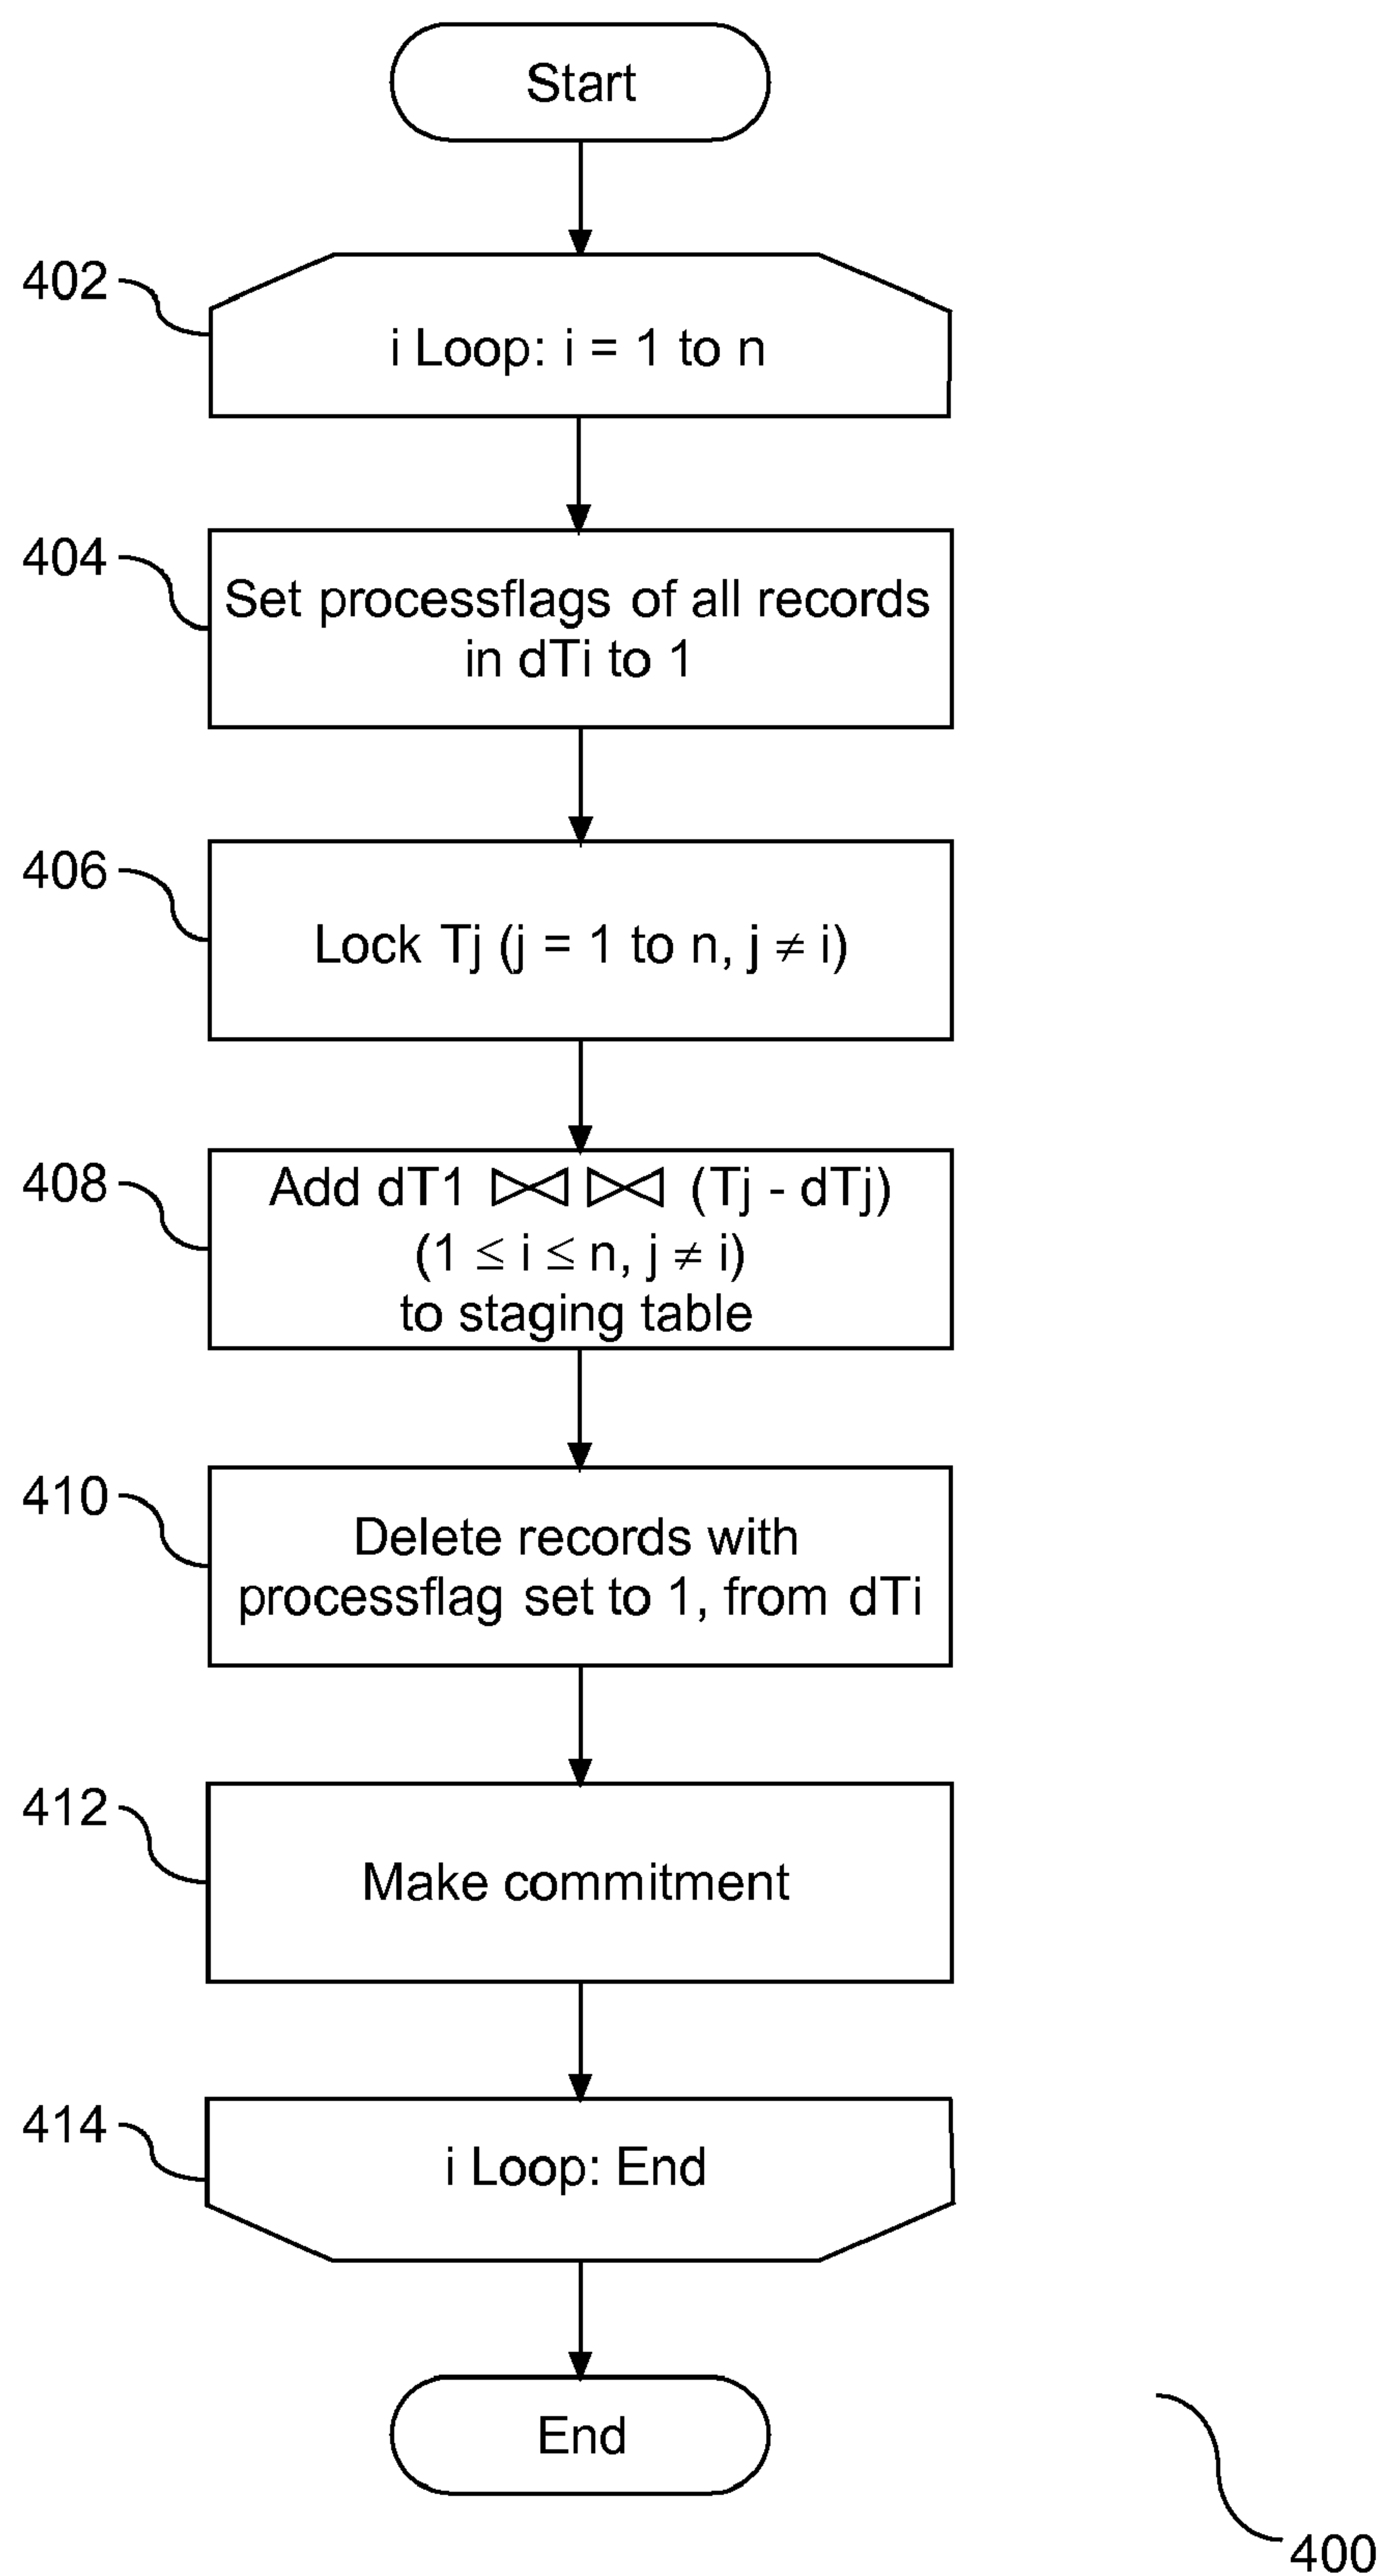 Start
402
i Loop: i = 1 to n
404
Set processflags of all records
in dTi to 1
406
Lock Tj (j = 1 to n, j ≠ i)
408
Add dT1 ⋈ ⋈ (Tj - dTj)
(1 ≤ i ≤ n, j ≠ i)
to staging table
410
Delete records with
processflag set to 1, from dTi
412
Make commitment
414
i Loop: End
End
400